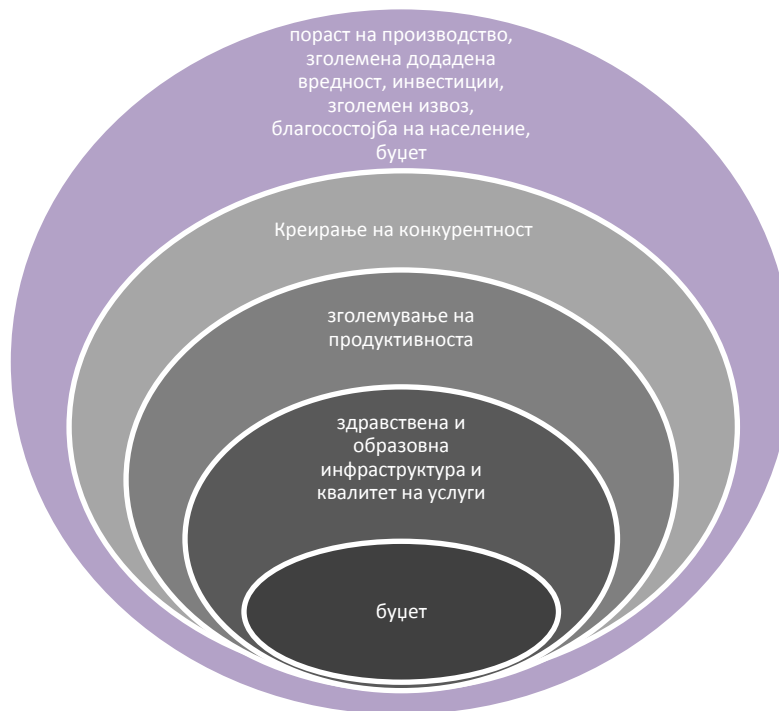 пораст на производство,
зголемена додадена
вредност, инвестиции,
зголемен извоз,
благосостојба на население,
буџет
Креирање на конкурентност
зголемување на
продуктивноста
здравствена и
образовна
инфраструктура и
квалитет на услуги
буџет